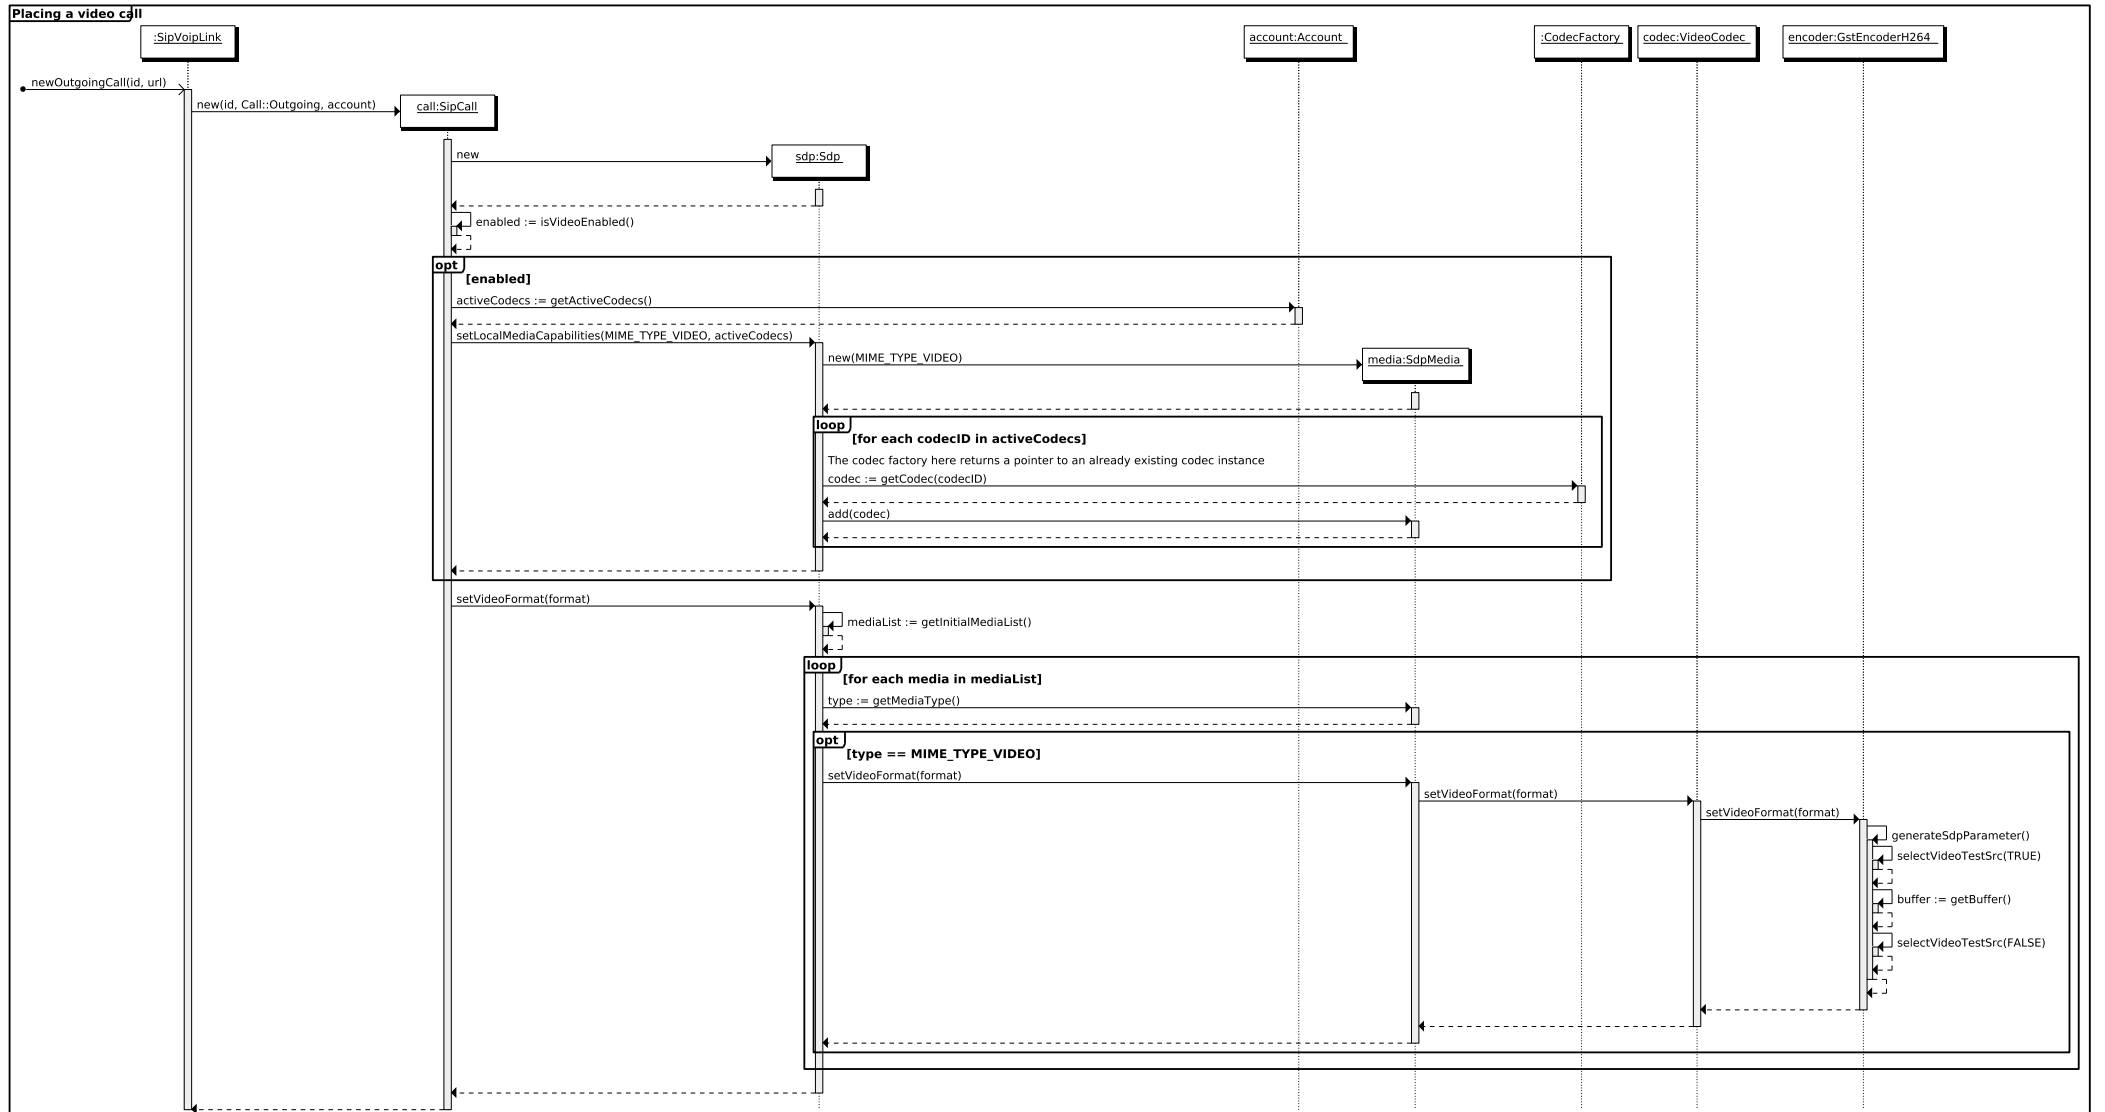 Placing a video call
:SipVoipLink
account:Account
:CodecFactory
codec:VideoCodec
encoder:GstEncoderH264
newOutgoingCall(id, url)
new(id, Call::Outgoing, account)
call:SipCall
new
sdp:Sdp
enabled := isVideoEnabled()
opt
[enabled]
activeCodecs := getActiveCodecs()
setLocalMediaCapabilities(MIME_TYPE_VIDEO, activeCodecs)
new(MIME_TYPE_VIDEO)
media:SdpMedia
loop
[for each codecID in activeCodecs]
The codec factory here returns a pointer to an already existing codec instance
codec := getCodec(codecID)
add(codec)
setVideoFormat(format)
mediaList := getInitialMediaList()
loop
[for each media in mediaList]
type := getMediaType()
opt
[type == MIME_TYPE_VIDEO]
setVideoFormat(format)
setVideoFormat(format)
setVideoFormat(format)
generateSdpParameter()
selectVideoTestSrc(TRUE)
buffer := getBuffer()
selectVideoTestSrc(FALSE)